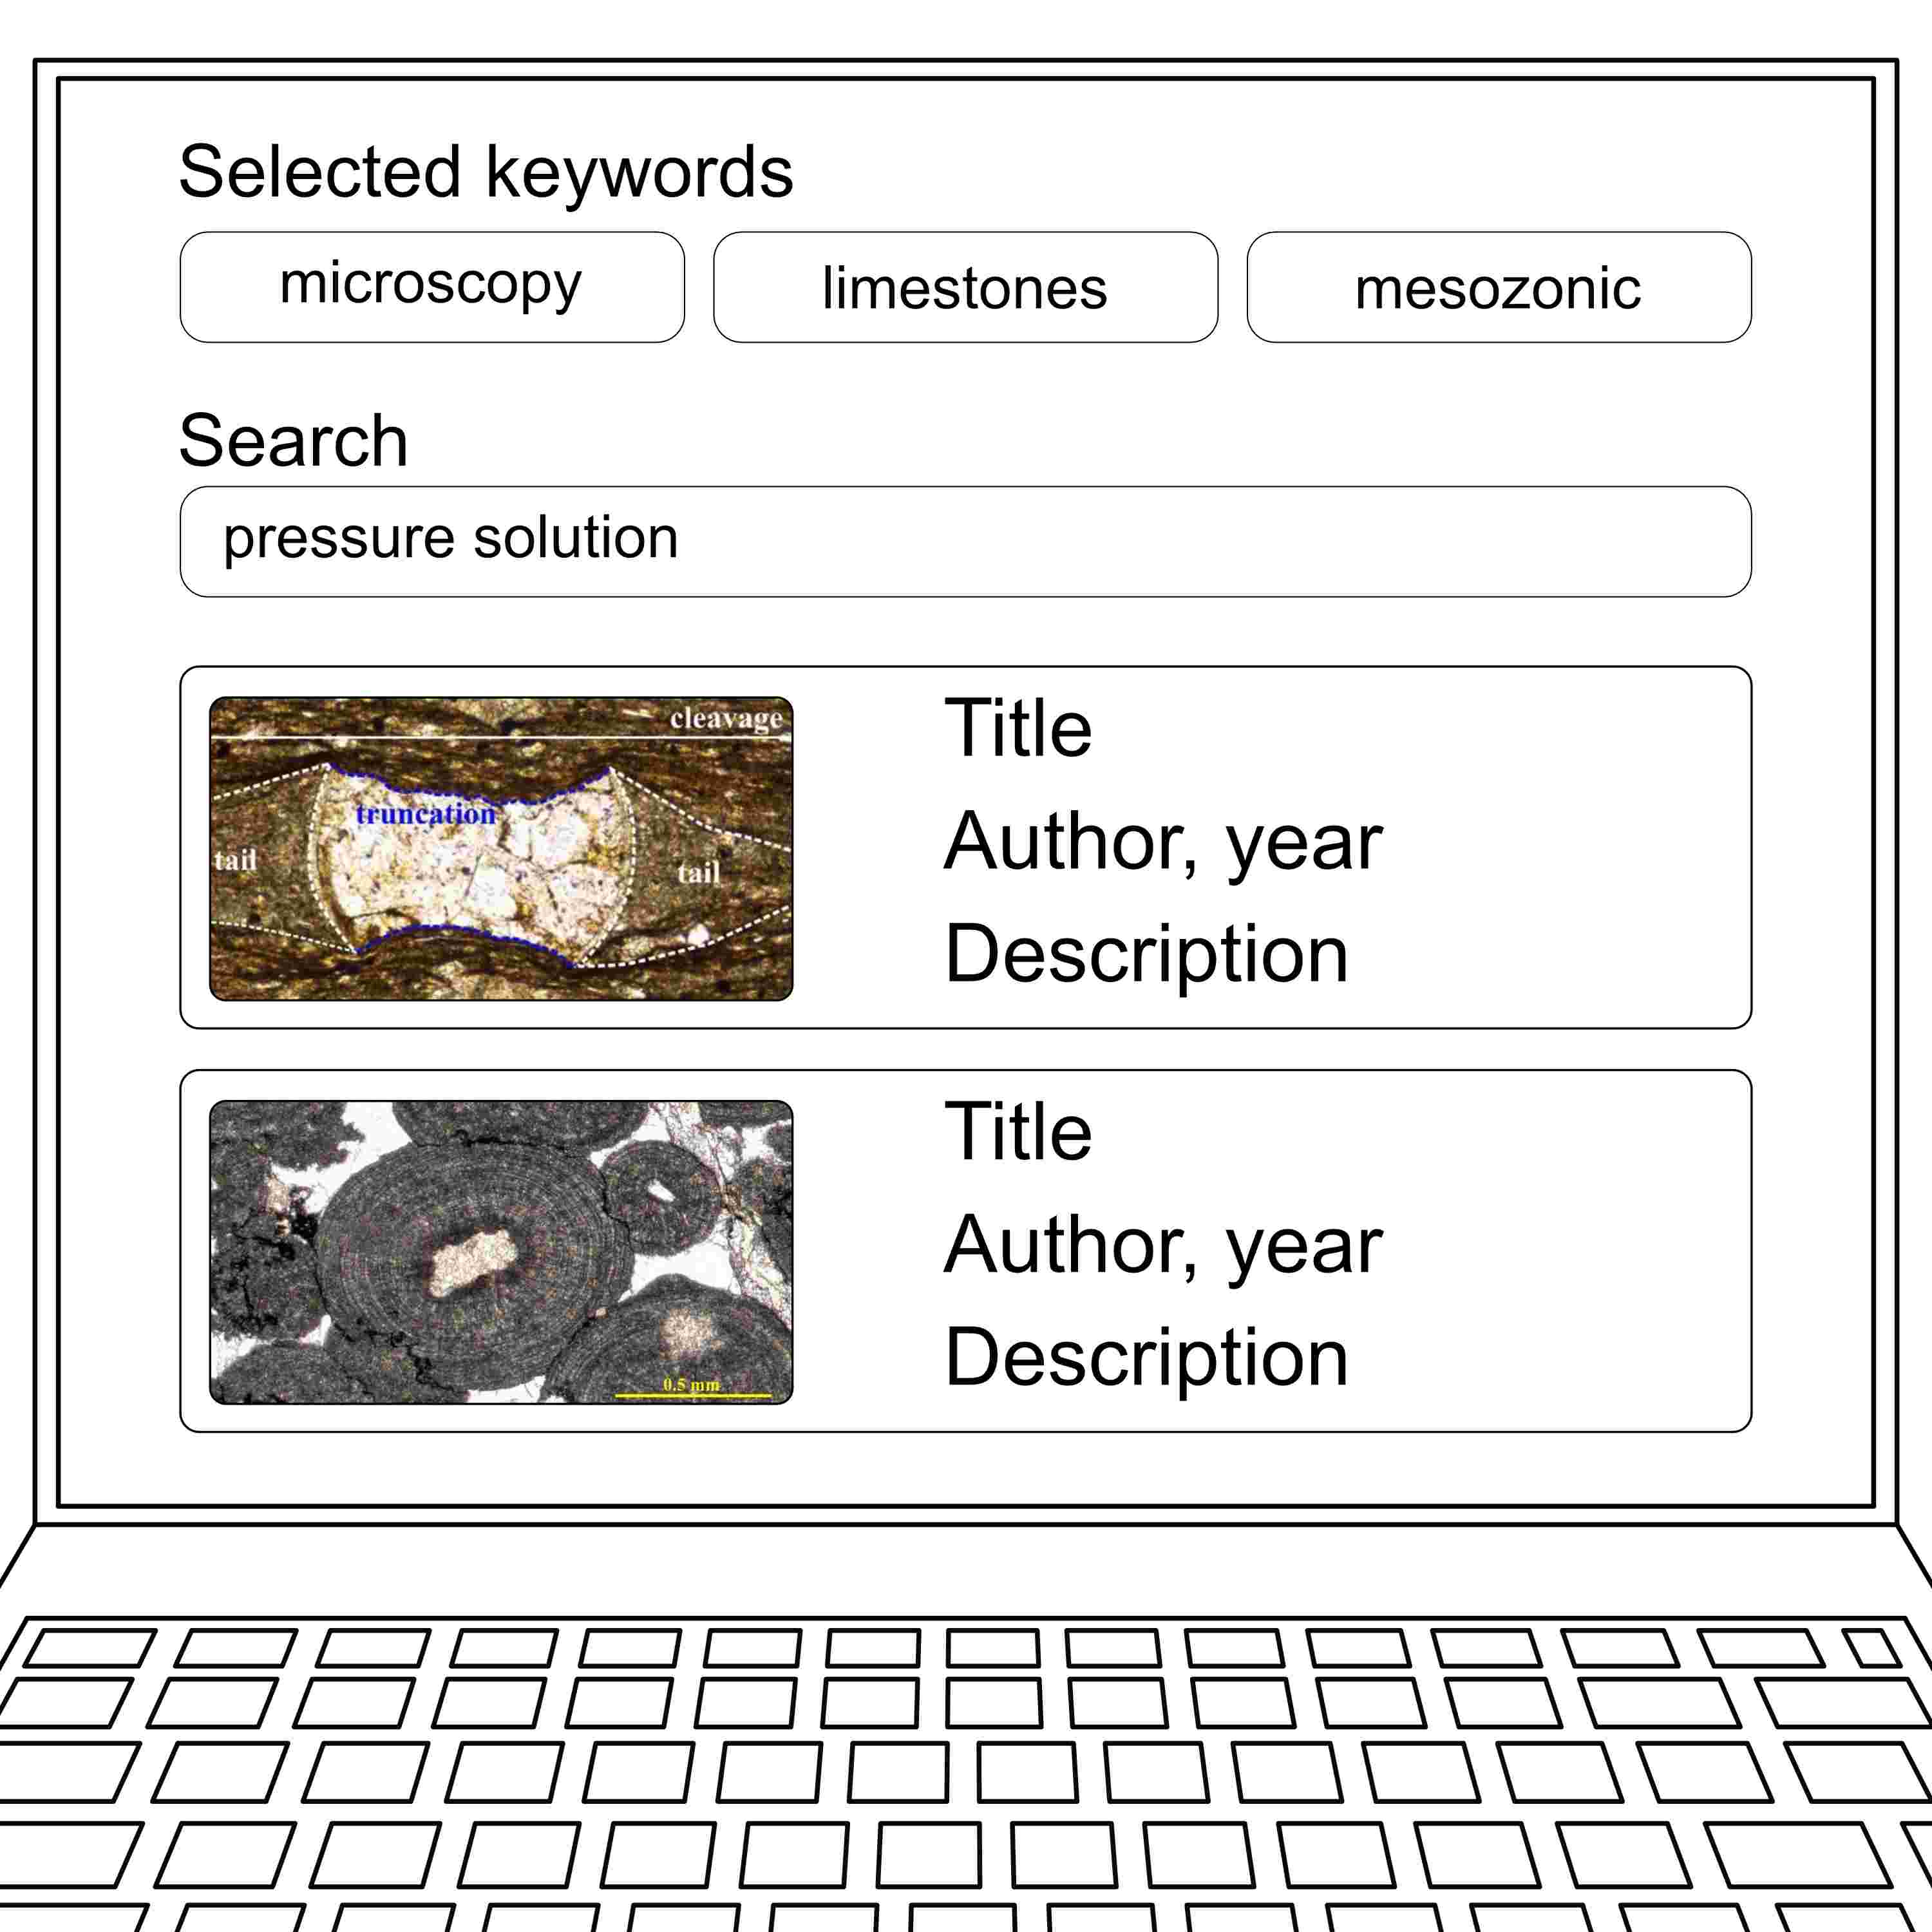 Selected keywords
microscopy limestones mesozonic
Search
pressure solution
cleavage
truncation
tail
tail
Title
Author, year
Description
0.5 mm
Title
Author, year
Description